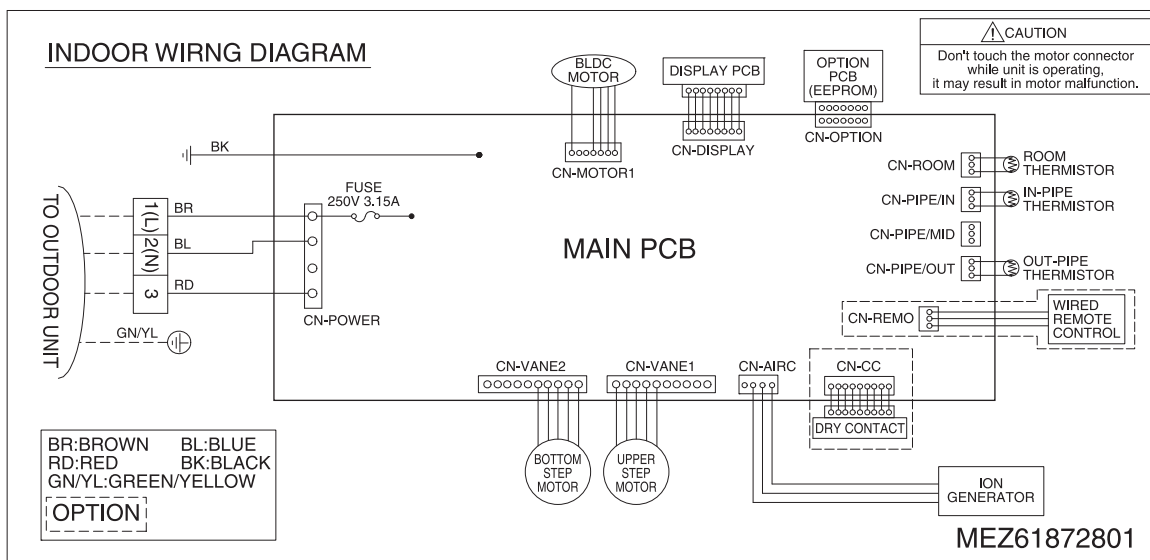 INDOOR WIRNG DIAGRAM
CAUTION
Don't touch the motor connector
while unit is operating,
it may result in motor malfunction.
BLDC
MOTOR
DISPLAY PCB
OPTION
PCB
(EEPROM)
CN-MOTOR1
CN-DISPLAY
CN-OPTION
BK
FUSE
250V 3.15A
TO OUTDOOR UNIT
1(L)
2(N)
3
BR
BL
RD
GN/YL
CN-POWER
MAIN PCB
CN-ROOM
ROOM
THERMISTOR
CN-PIPE/IN
IN-PIPE
THERMISTOR
CN-PIPE/MID
CN-PIPE/OUT
OUT-PIPE
THERMISTOR
CN-REMO
WIRED
REMOTE
CONTROL
CN-VANE2
CN-VANE1
CN-AIRC
CN-CC
DRY CONTACT
BOTTOM
STEP
MOTOR
UPPER
STEP
MOTOR
ION
GENERATOR
BR:BROWN BL:BLUE
RD:RED BK:BLACK
GN/YL:GREEN/YELLOW
OPTION
MEZ61872801